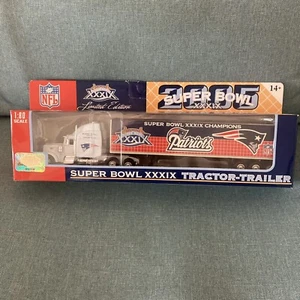 NFL
XXXIX
Limited Edition
2005
SUPER BOWL
XXXIX
14+
1:80
SCALE
SUPER BOWL XXXIX CHAMPIONS
XXXIX
Patriots
SUPER BOWL XXXIX TRACTOR-TRAILER